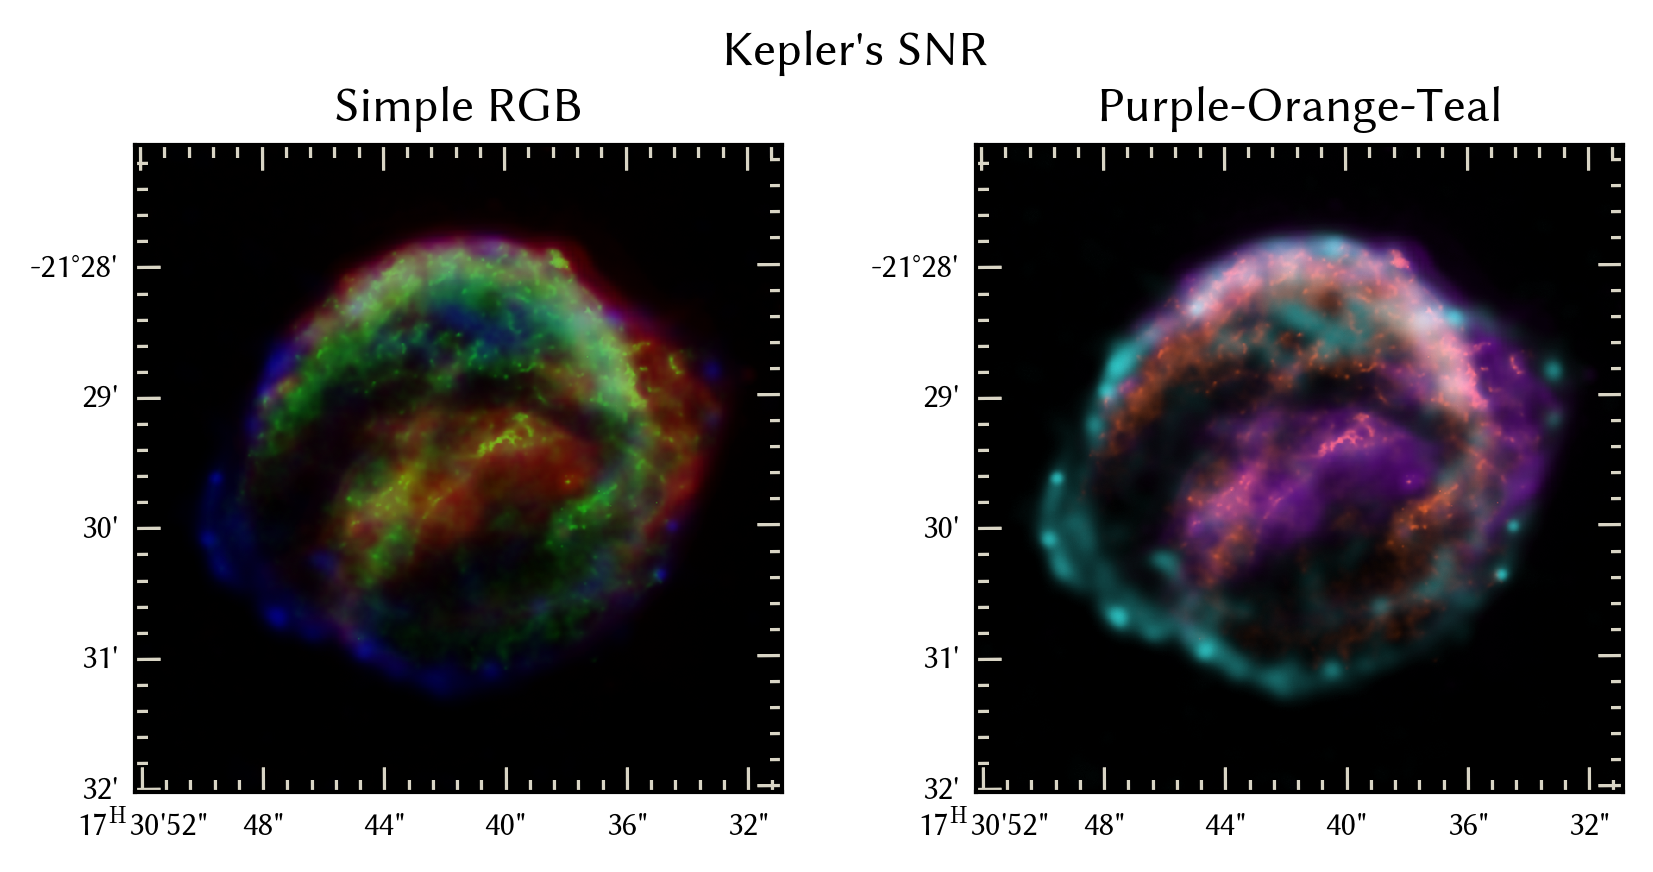 Kepler's SNR
Simple RGB
Purple-Orange-Teal
-21°28'
29'
30'
31'
32'
17H30'52" 48" 44" 40" 36" 32"
-21°28'
29'
30'
31'
32'
17H30'52" 48" 44" 40" 36" 32"